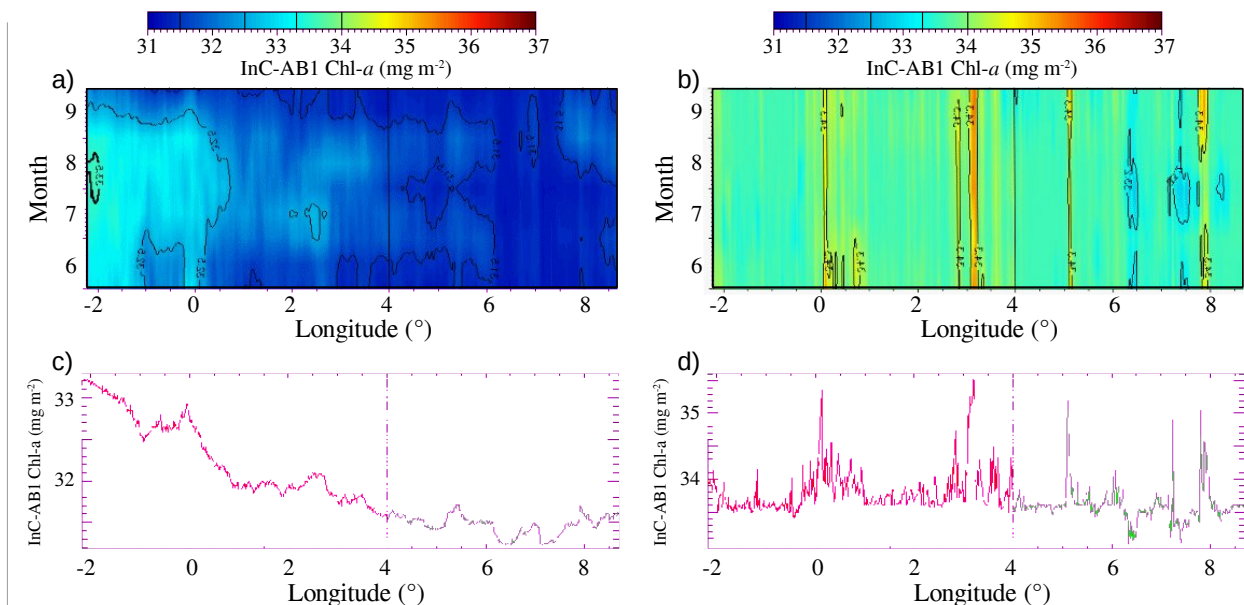 31 32 33 34 35 36 37
InC-AB1 Chl-a (mg m-2)
31 32 33 34 35 36 37
InC-AB1 Chl-a (mg m-2)
a)
9
8
7
6
Month
-2 0 2 4 6 8
Longitude (°)
b)
9
8
7
6
Month
-2 0 2 4 6 8
Longitude (°)
c)
33
32
InC-AB1 Chl-a (mg m-2)
-2 0 2 4 6 8
Longitude (°)
d)
35
34
InC-AB1 Chl-a (mg m-2)
-2 0 2 4 6 8
Longitude (°)